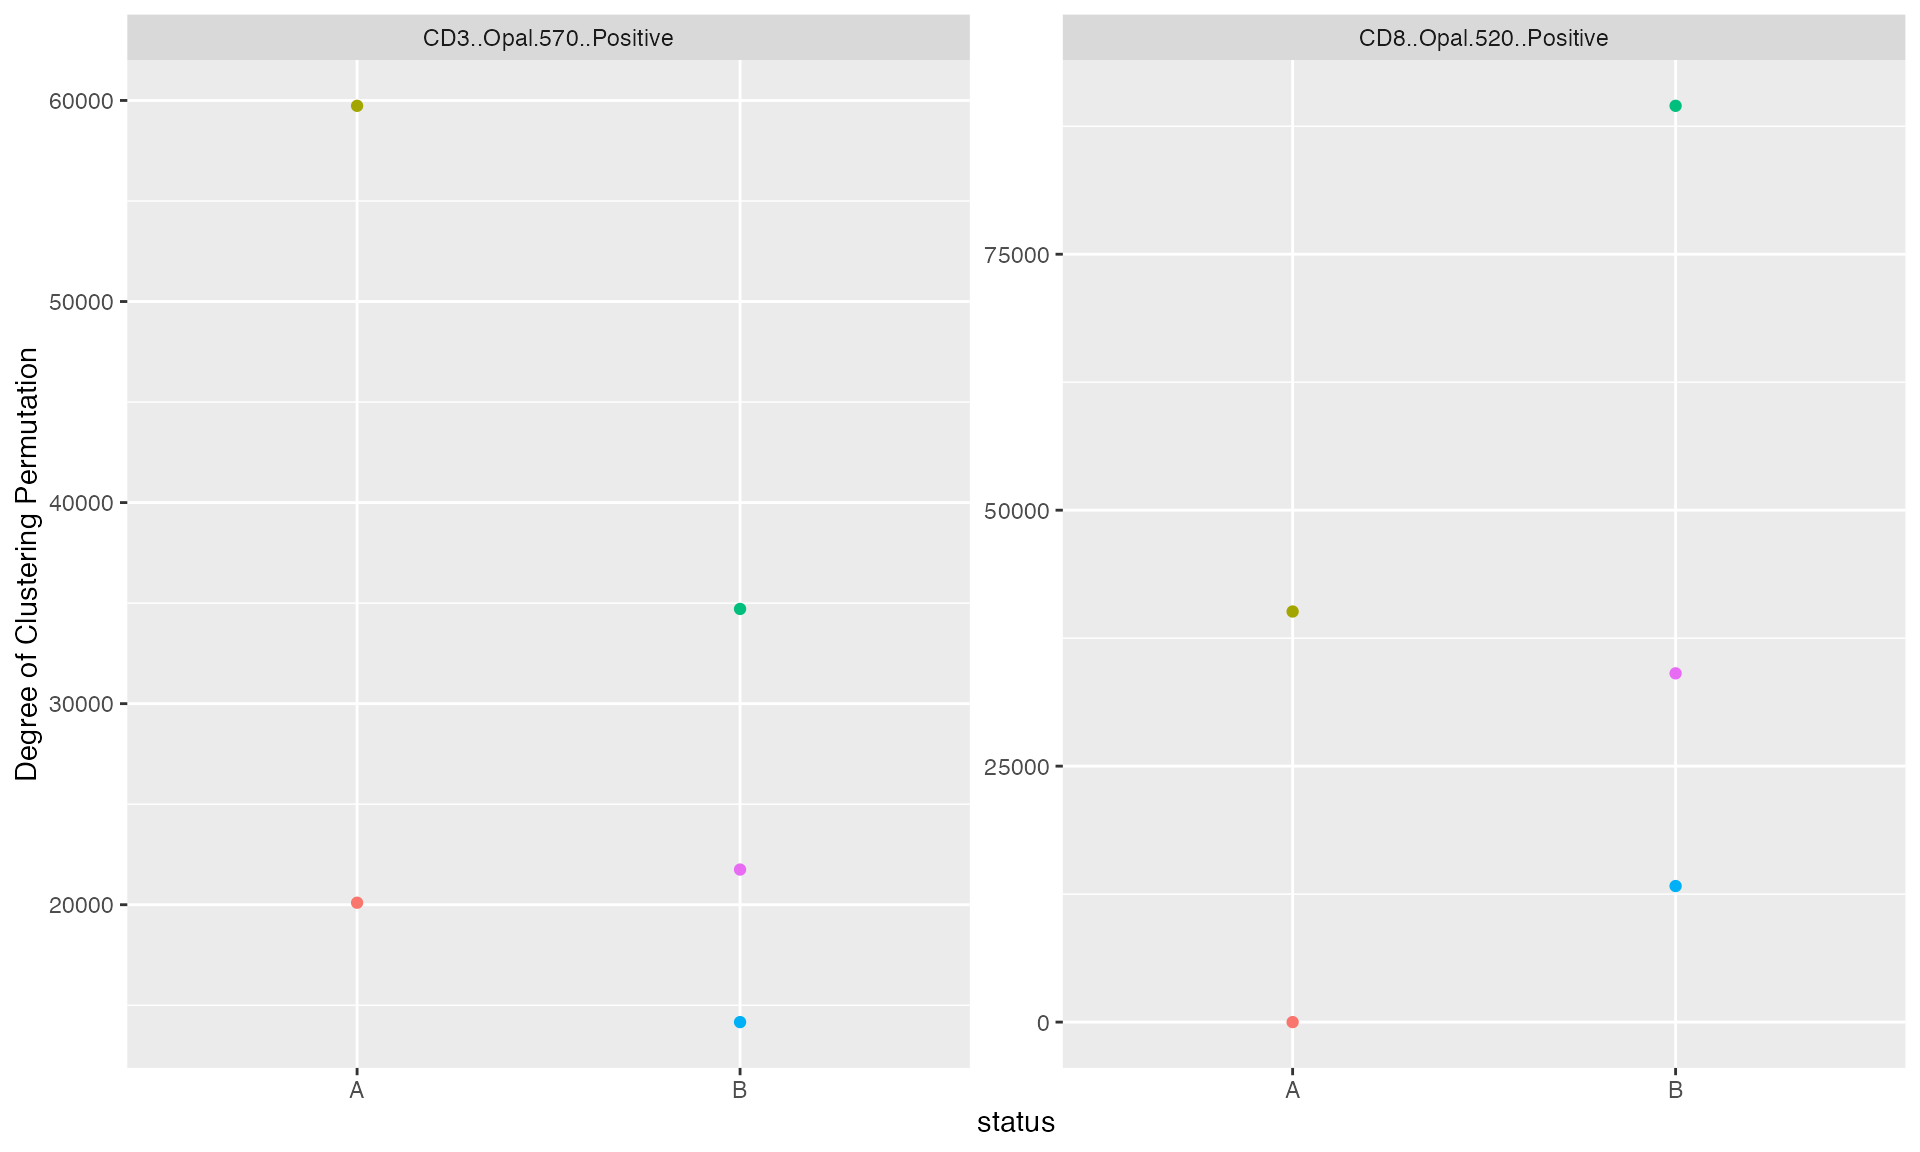 CD3..Opal.570..Positive
CD8..Opal.520..Positive
Degree of Clustering Permutation
60000
50000
40000
30000
20000
75000
50000
25000
0
A
B
A
B
status